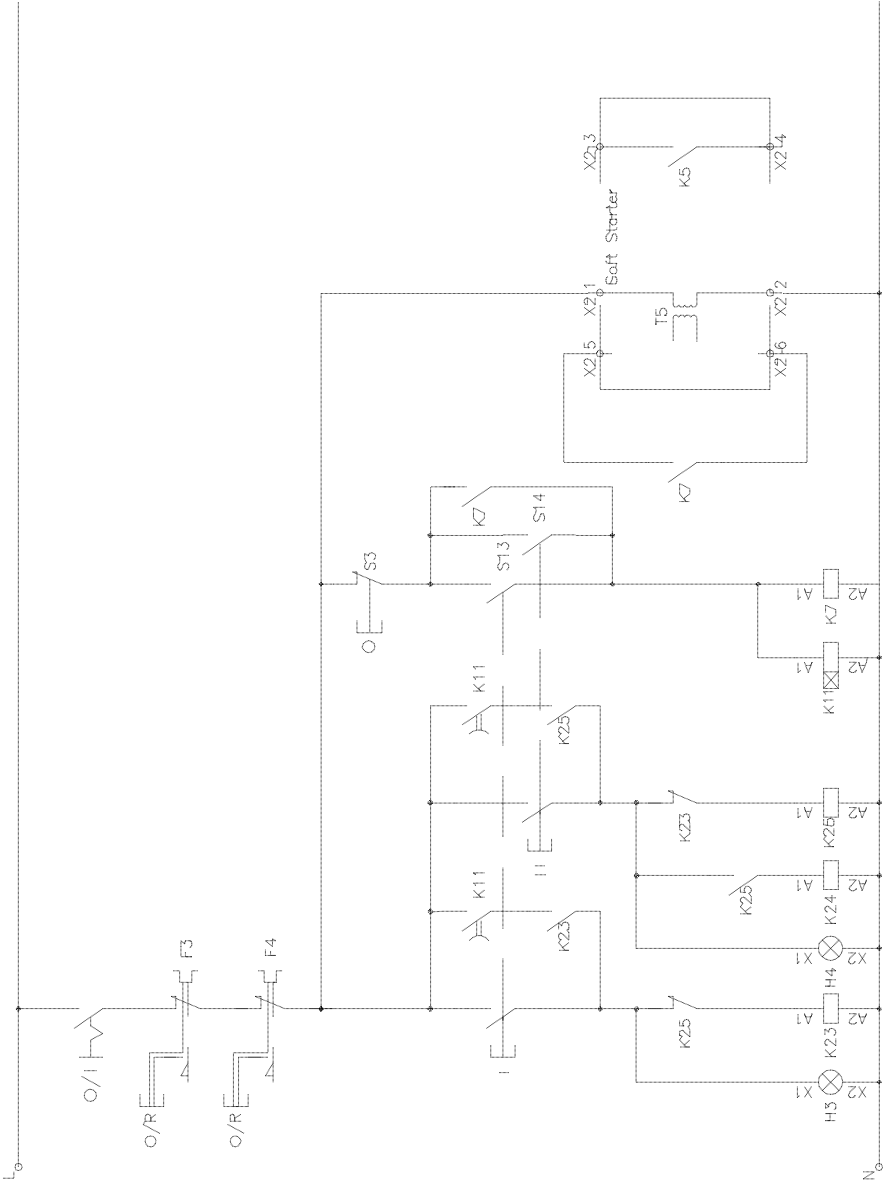 L
O/I
O/R
O/R
F3
F4
I
K11
K23
II
K11
K25
S3
O
S13
S14
K7
X2 1
X2 2
X2 3
X2 4
X2 5
X2 6
T5
K5
K7
Soft Starter
K25
K25
K23
X1
H3
X2
A1
K23
A2
X1
H4
X2
A1
K24
A2
A1
K25
A2
A1
K11
A2
A1
K7
A2
N